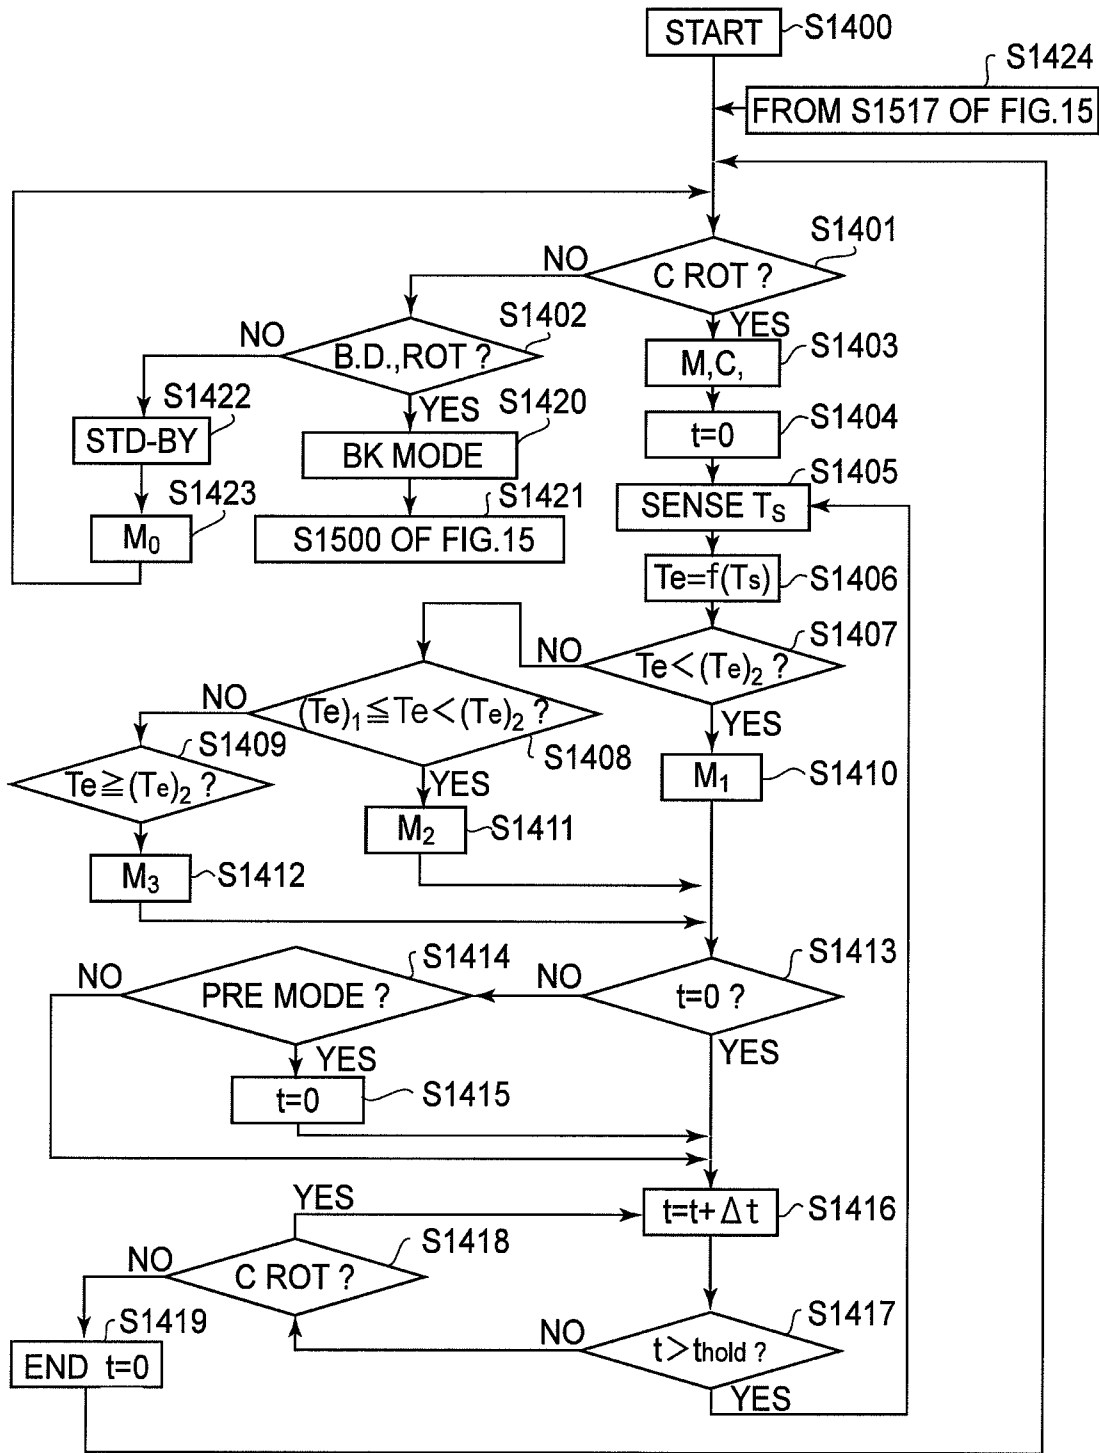 START
S1400
S1424
FROM S1517 OF FIG.15
S1401
C ROT ?
NO
YES
S1402
B.D.,ROT ?
NO
YES
S1403
M,C,
S1404
t=0
S1422
STD-BY
S1420
BK MODE
S1405
SENSE TS
S1423
M0
S1421
S1500 OF FIG.15
S1406
Te=f(Ts)
S1407
Te<(Te)2 ?
NO
YES
(Te)1≦Te<(Te)2 ?
S1408
NO
YES
S1409
Te≧(Te)2 ?
M1
S1410
M2
S1411
M3
S1412
S1413
t=0 ?
NO
YES
S1414
PRE MODE ?
NO
YES
t=0
S1415
t=t+Δt
S1416
YES
S1418
C ROT ?
NO
S1417
t>thold ?
NO
YES
S1419
END t=0